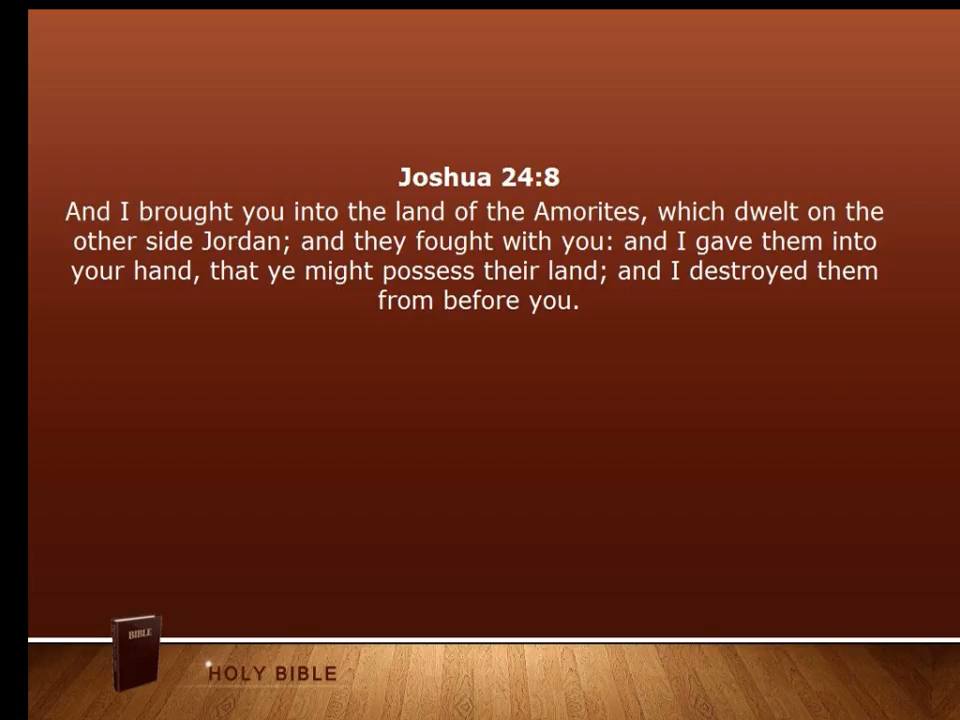 Joshua 24:8
And I brought you into the land of the Amorites, which dwelt on the
other side Jordan; and they fought with you: and I gave them into
your hand, that ye might possess their land; and I destroyed them
from before you.
BIBLE
HOLY BIBLE